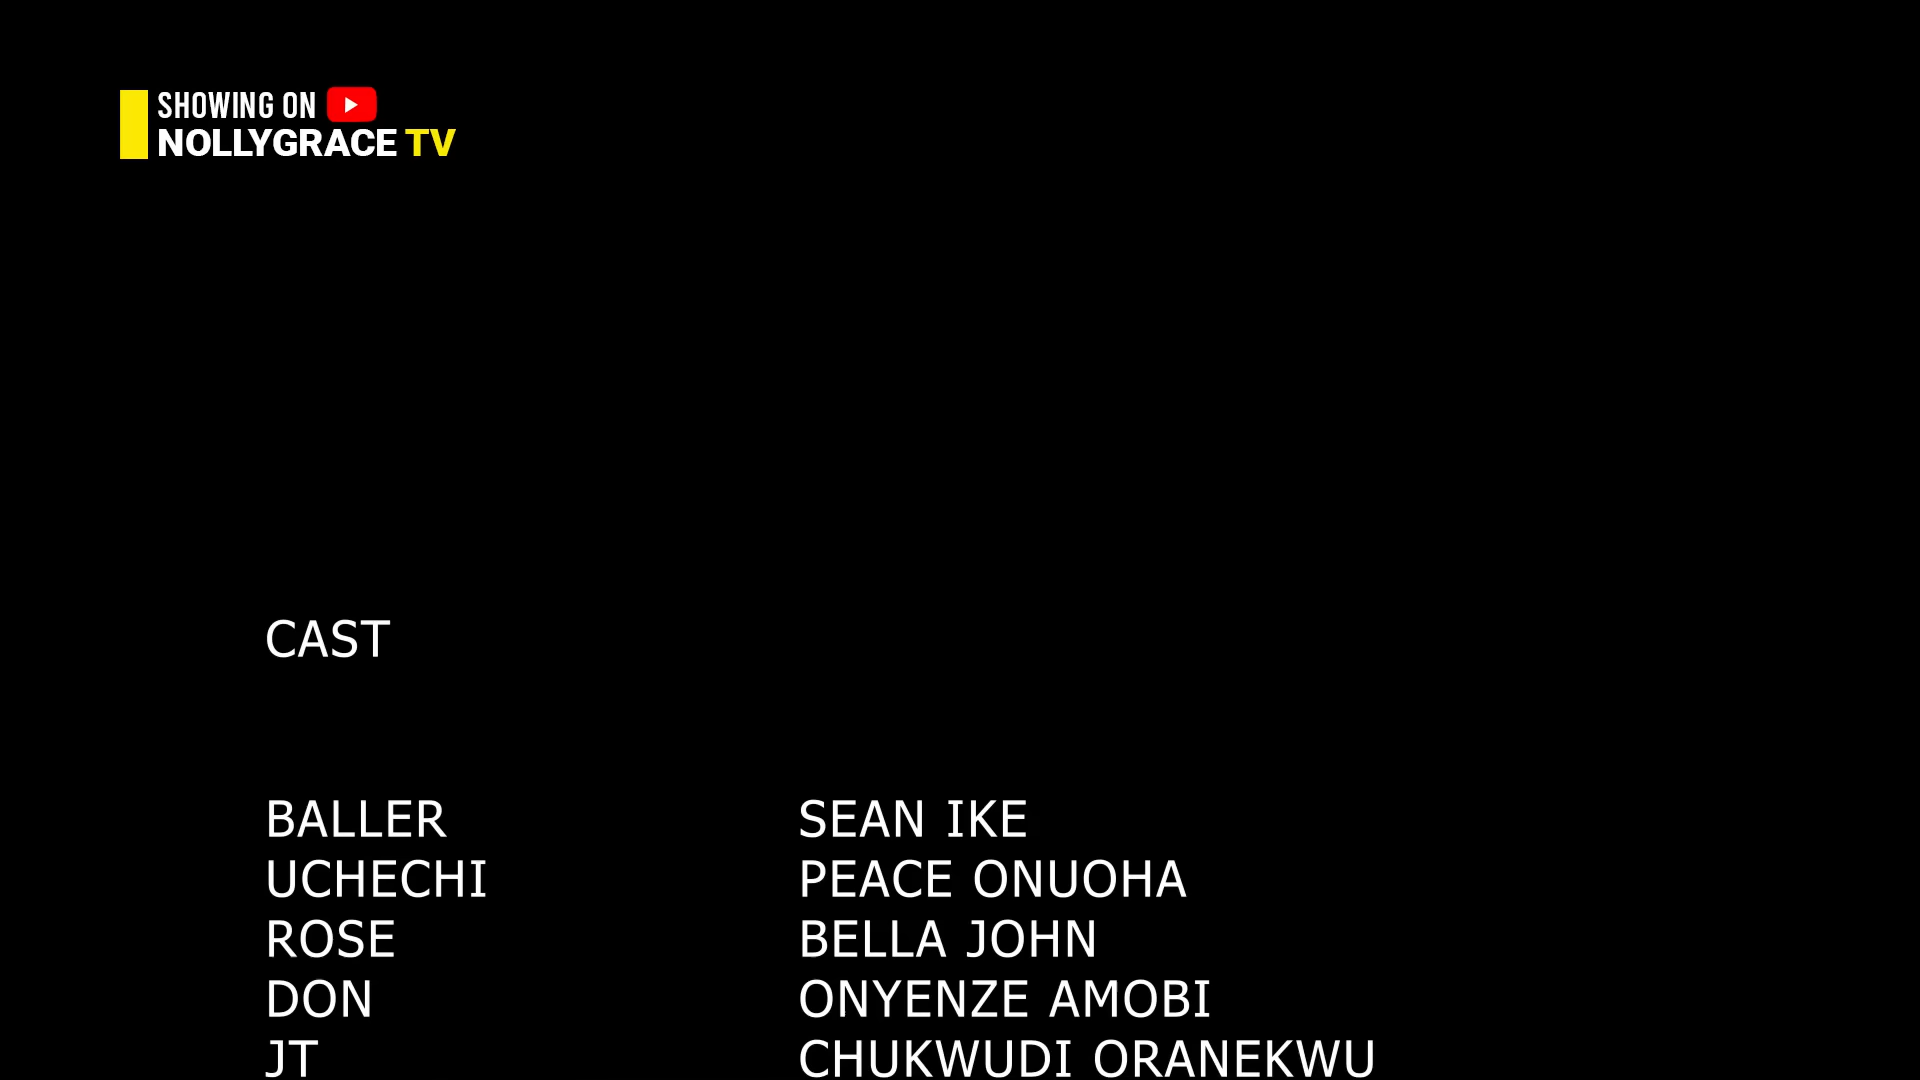 SHOWING ON
NOLLYGRACE TV
CAST
BALLER SEAN IKE
UCHECHI PEACE ONUOHA
ROSE BELLA JOHN
DON ONYENZE AMOBI
JT CHUKWUDI ORANEKWU